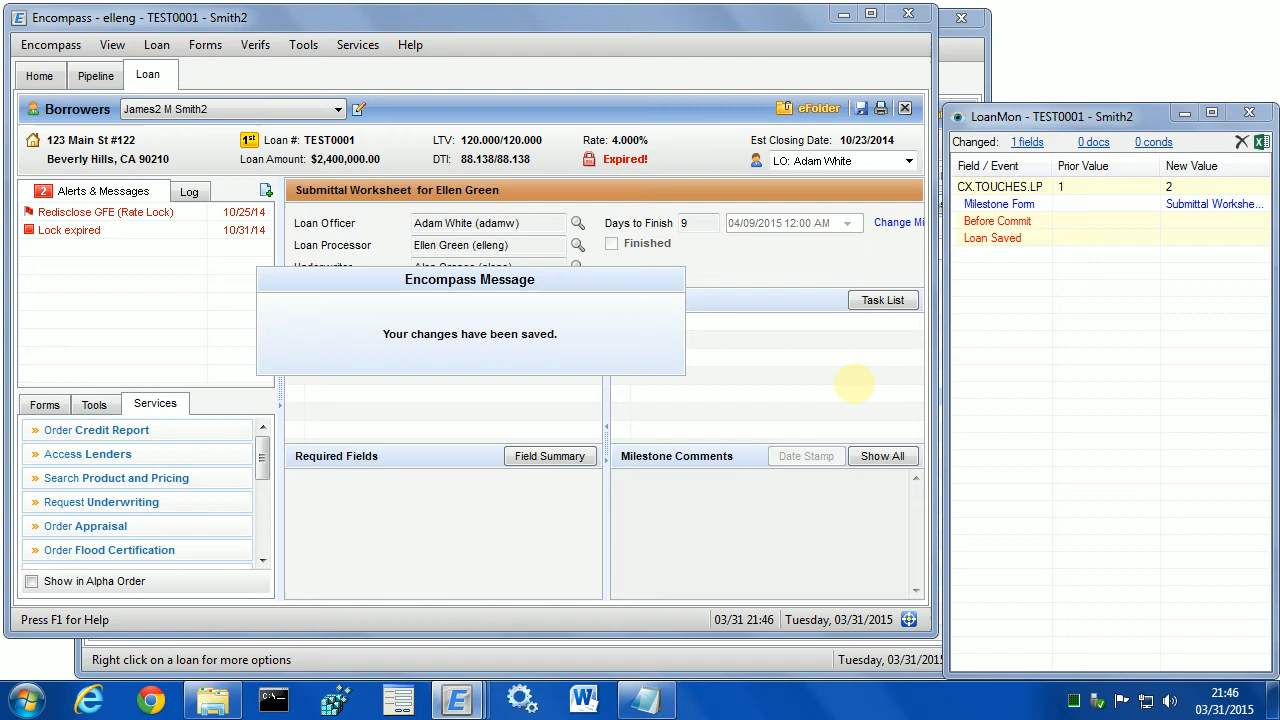 Encompass - elleng - TEST0001 - Smith2
Encompass View Loan Forms Verifs Tools Services Help
Home Pipeline Loan
Borrowers James2 M Smith2 eFolder
123 Main St #122 1st Loan #: TEST0001 LTV: 120.000/120.000 Rate: 4.000% Est Closing Date: 10/23/2014
Beverly Hills, CA 90210 Loan Amount: $2,400,000.00 DTI: 88.138/88.138 Expired! LO: Adam White
2 Alerts & Messages Log
Redisclose GFE (Rate Lock) 10/25/14
Lock expired 10/31/14
Submittal Worksheet for Ellen Green
Loan Officer Adam White (adamw) Days to Finish 9 04/09/2015 12:00 AM Change Mi
Loan Processor Ellen Green (elleng) Finished
Task List
Encompass Message
Your changes have been saved.
Forms Tools Services
Order Credit Report
Access Lenders
Search Product and Pricing
Request Underwriting
Order Appraisal
Order Flood Certification
Show in Alpha Order
Required Fields Field Summary
Milestone Comments Date Stamp Show All
Press F1 for Help 03/31 21:46 Tuesday, 03/31/2015
Right click on a loan for more options Tuesday, 03/31/201
LoanMon - TEST0001 - Smith2
Changed: 1 fields 0 docs 0 conds
Field / Event Prior Value New Value
CX.TOUCHES.LP 1 2
Milestone Form Submittal Workshe...
Before Commit
Loan Saved
21:46
03/31/2015